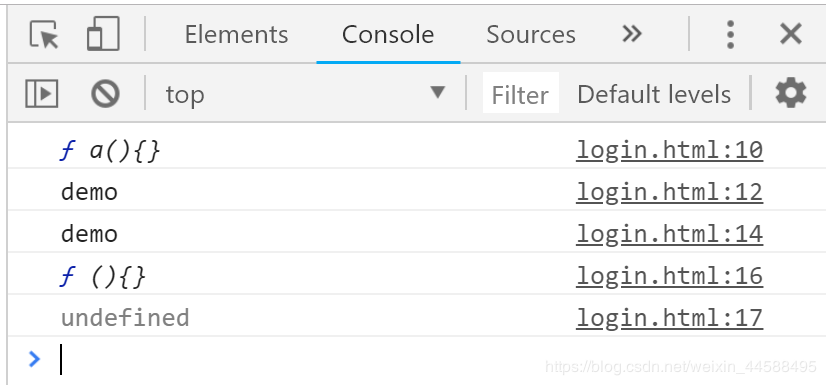 Elements Console Sources »
top Filter Default levels
ƒ a(){} login.html:10
demo login.html:12
demo login.html:14
ƒ (){} login.html:16
undefined login.html:17
https://blog.csdn.net/weixin_44588495